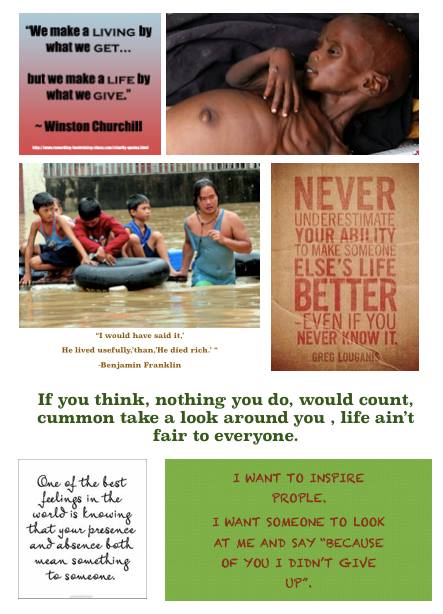 "We make a LIVING by
what we GET...
but we make a LIFE by
what we GIVE."
~ Winston Churchill
NEVER
UNDERESTIMATE
YOUR ABILITY
TO MAKE SOMEONE
ELSE'S LIFE
BETTER
-EVEN IF YOU
NEVER KNOW IT.
GREG LOUGANIS
"I would have said it,'
He lived usefully,'than,'He died rich.' "
-Benjamin Franklin
If you think, nothing you do, would count,
cummon take a look around you , life ain't
fair to everyone.
One of the best
feelings in the
world is knowing
that your presence
and absence both
mean something
to someone.
I WANT TO INSPIRE
PROPLE.
I WANT SOMEONE TO LOOK
AT ME AND SAY "BECAUSE
OF YOU I DIDN'T GIVE
UP".